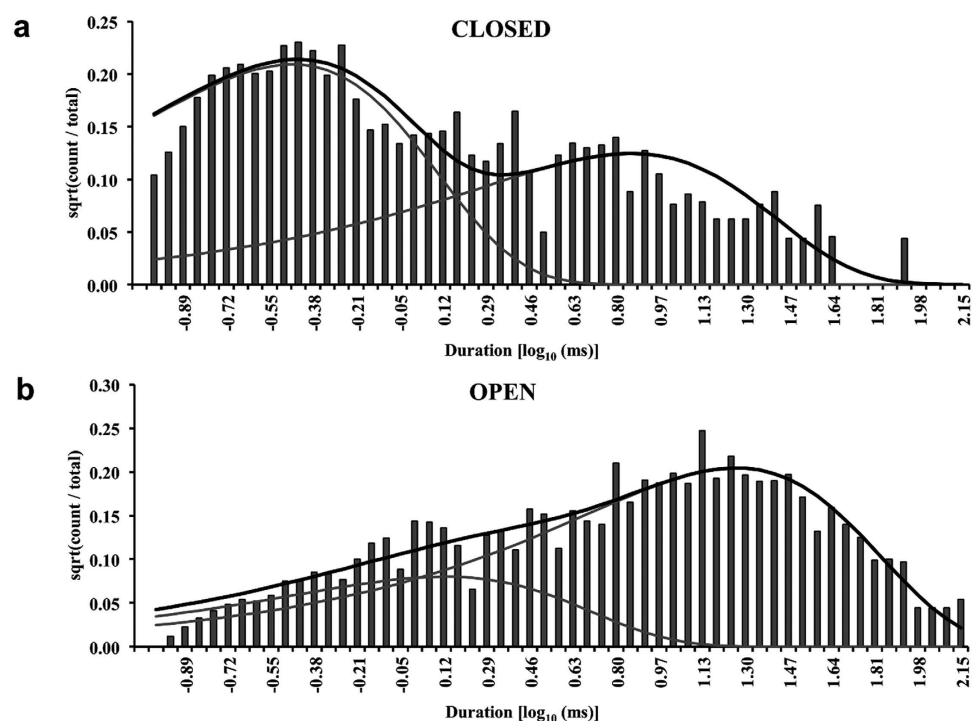 a
CLOSED
0.25
0.20
0.15
0.10
0.05
0.00
sqrt(count / total)
-0.89 -0.72 -0.55 -0.38 -0.21 -0.05 0.12 0.29 0.46 0.63 0.80 0.97 1.13 1.30 1.47 1.64 1.81 1.98 2.15
Duration [log10 (ms)]
b
OPEN
0.30
0.25
0.20
0.15
0.10
0.05
0.00
sqrt(count / total)
-0.89 -0.72 -0.55 -0.38 -0.21 -0.05 0.12 0.29 0.46 0.63 0.80 0.97 1.13 1.30 1.47 1.64 1.81 1.98 2.15
Duration [log10 (ms)]